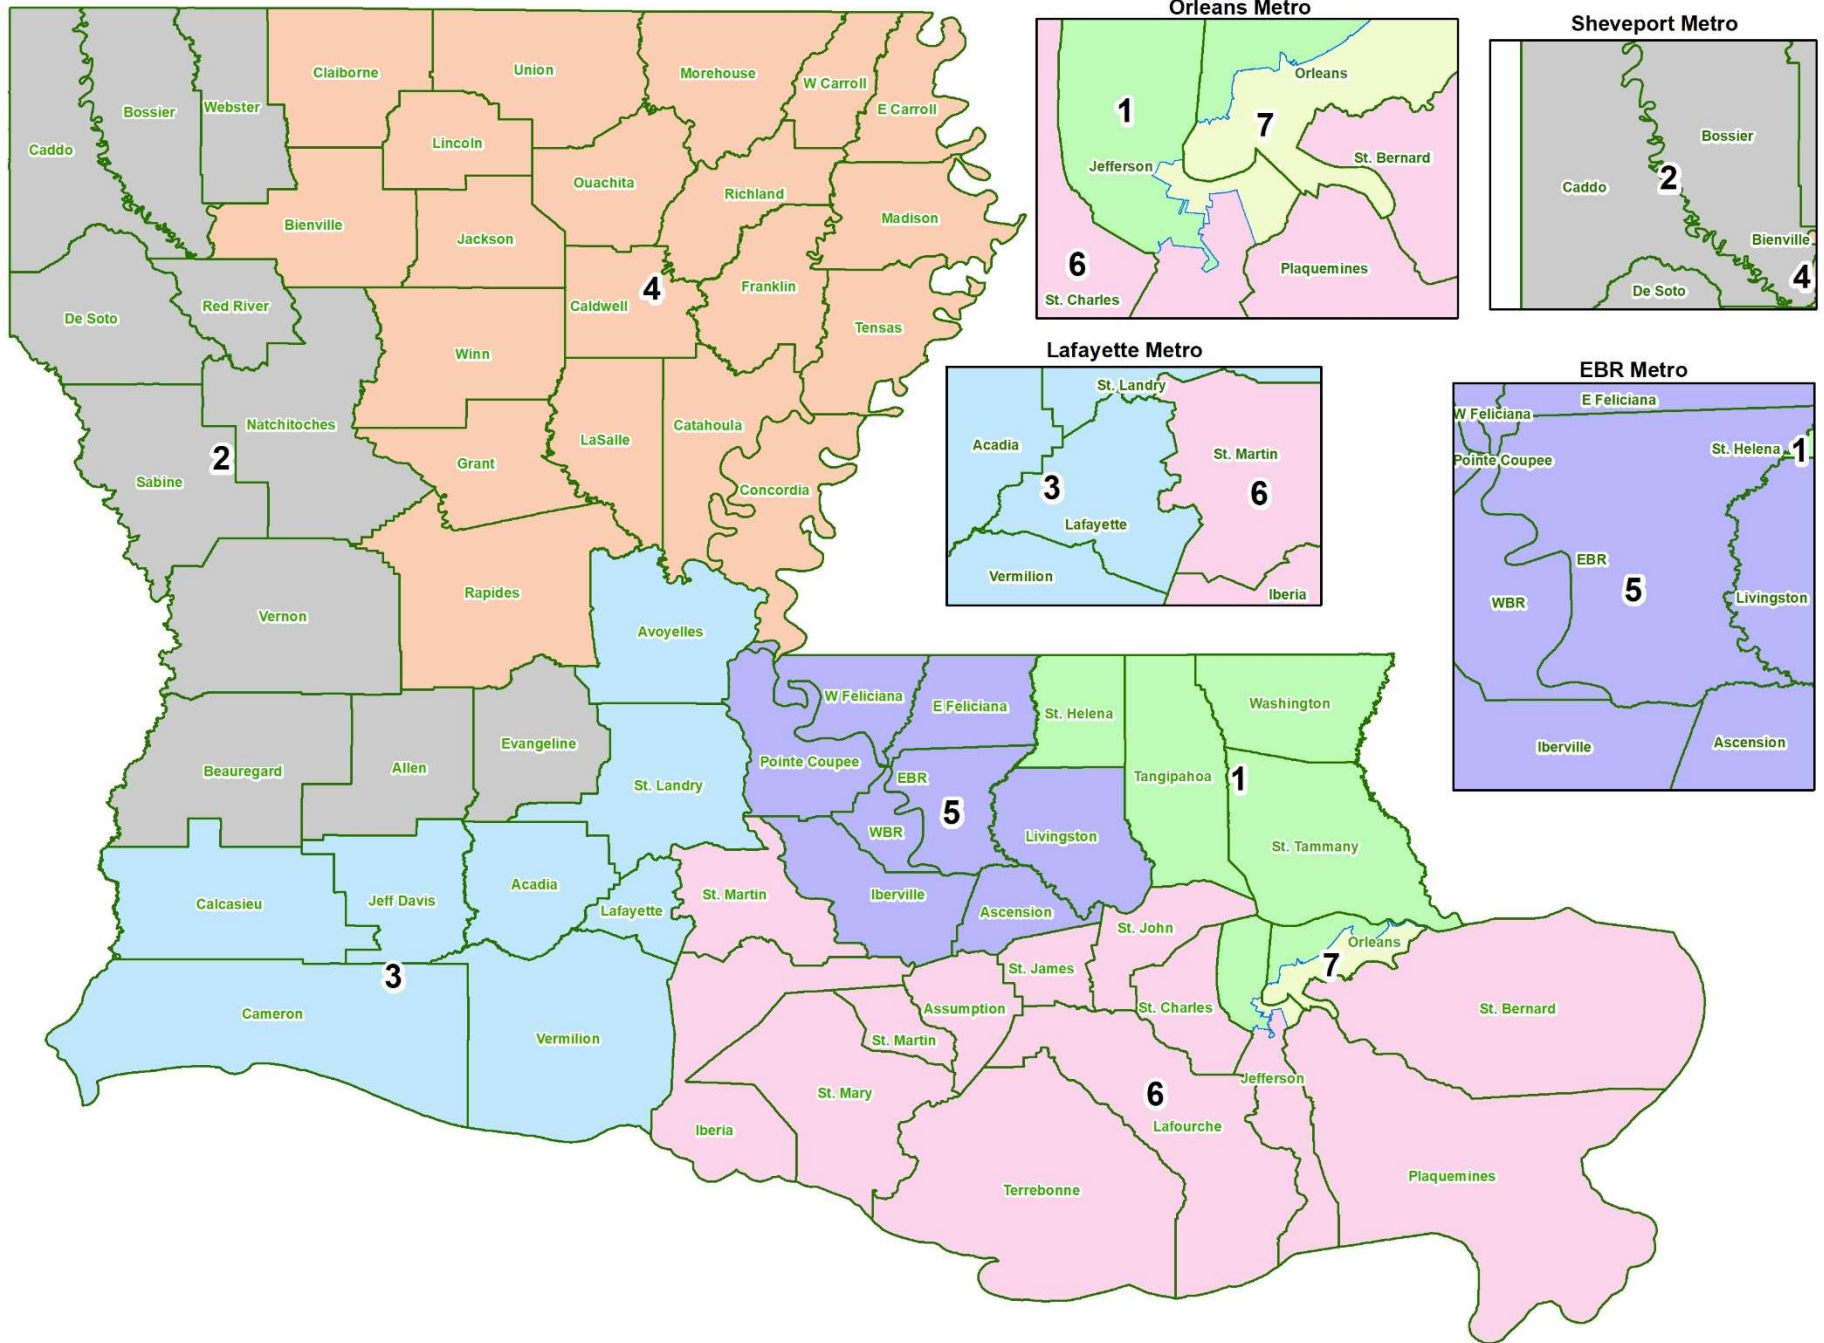 Orleans Metro
Sheveport Metro
Claiborne
Union
Morehouse
W Carroll
E Carroll
Caddo
Bossier
Webster
Lincoln
Ouachita
Richland
Madison
Bienville
Jackson
De Soto
Red River
Caldwell
4
Franklin
Tensas
Winn
Natchitoches
2
Sabine
Grant
LaSalle
Catahoula
Concordia
Vernon
Rapides
Avoyelles
Beauregard
Allen
Evangeline
St. Landry
Pointe Coupee
W Feliciana
E Feliciana
St. Helena
Tangipahoa
Washington
1
St. Tammany
EBR
5
WBR
Livingston
Iberville
Ascension
Calcasieu
Jeff Davis
Acadia
Lafayette
3
Cameron
Vermilion
St. Martin
St. John
St. James
Assumption
St. Charles
Orleans
7
St. Bernard
St. Martin
St. Mary
Iberia
Jefferson
6
Lafourche
Terrebonne
Plaquemines
Orleans
1
7
Jefferson
St. Bernard
6
St. Charles
Plaquemines
Bossier
2
Caddo
Bienville
4
De Soto
Lafayette Metro
St. Landry
Acadia
St. Martin
3
6
Lafayette
Vermilion
Iberia
EBR Metro
E Feliciana
W Feliciana
St. Helena
1
Pointe Coupee
EBR
5
WBR
Livingston
Iberville
Ascension